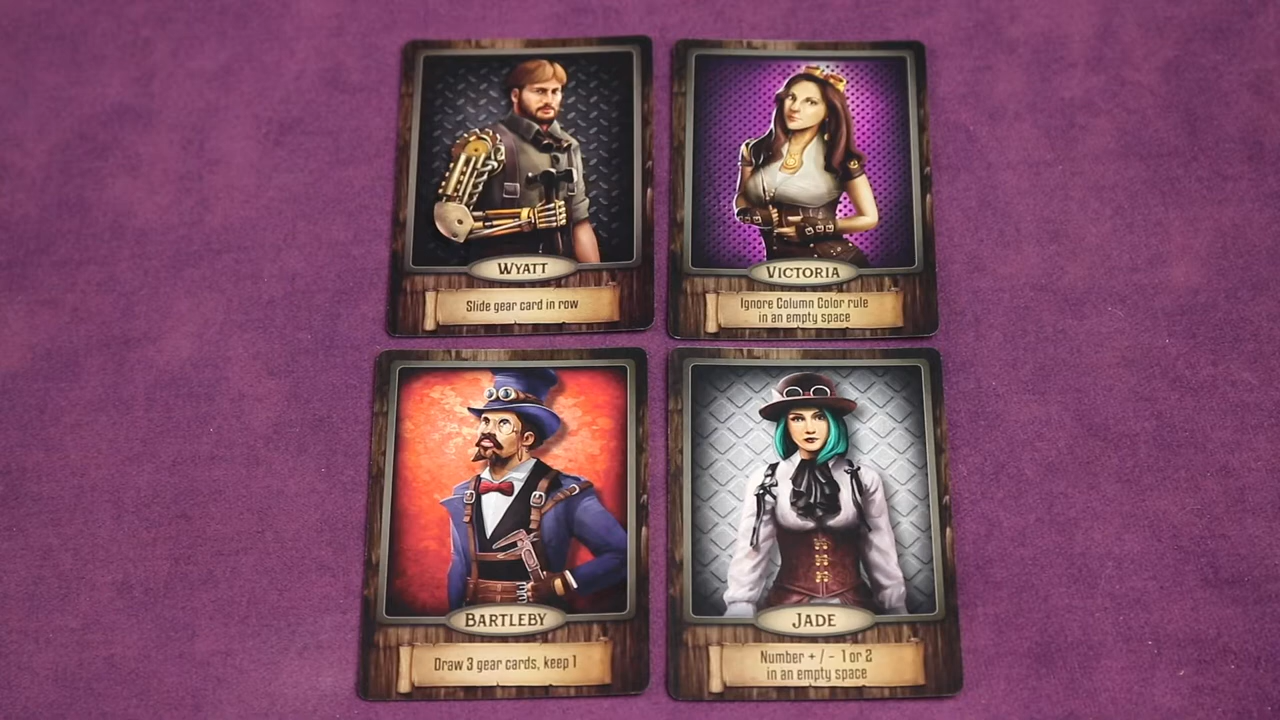 WYATT
Slide gear card in row
VICTORIA
Ignore Column Color rule
in an empty space
BARTLEBY
Draw 3 gear cards, keep 1
JADE
Number + / - 1 or 2
in an empty space